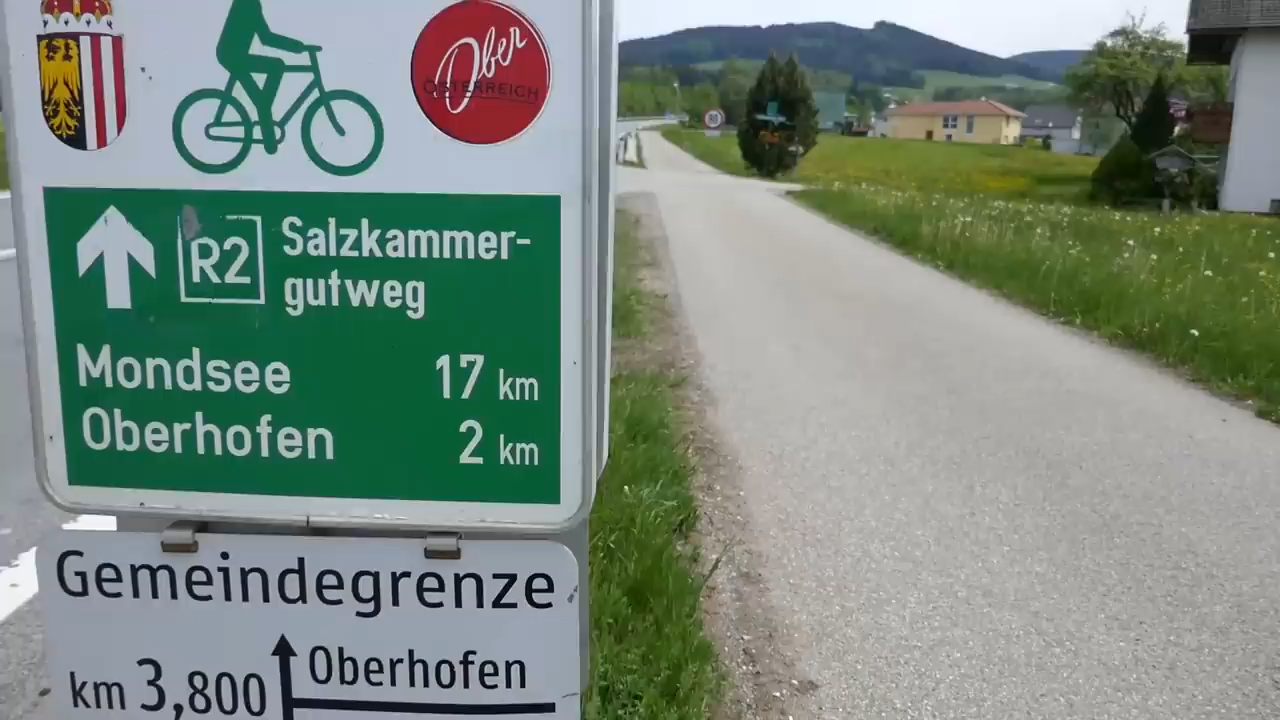 Ober
ÖSTERREICH
R2 Salzkammer-
gutweg
Mondsee 17 km
Oberhofen 2 km
Gemeindegrenze
km 3,800 Oberhofen